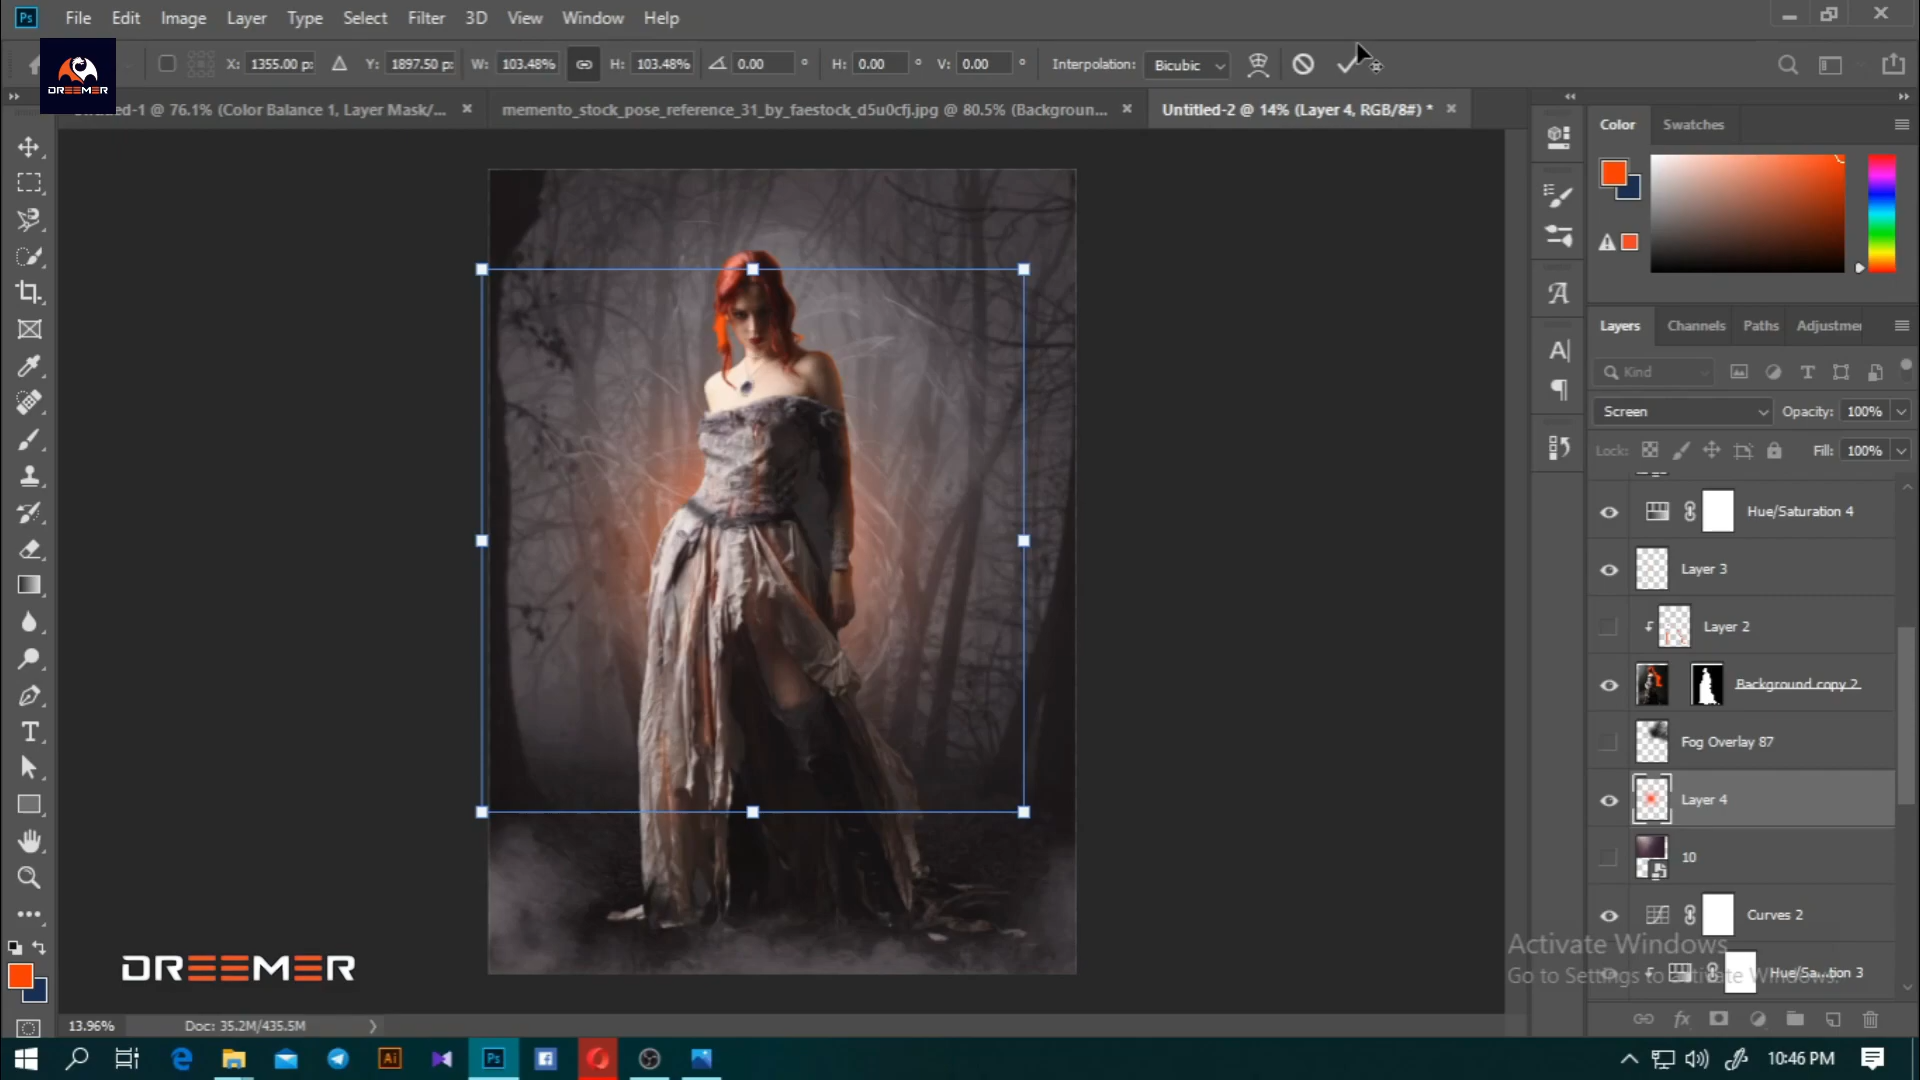 Ps File Edit Image Layer Type Select Filter 3D View Window Help
DREEMER
X: 1355.00 p: Y: 1897.50 p: W: 103.48% H: 103.48% 0.00 ° H: 0.00 ° V: 0.00 ° Interpolation: Bicubic
-1 @ 76.1% (Color Balance 1, Layer Mask/... × memento_stock_pose_reference_31_by_faestock_d5u0cfj.jpg @ 80.5% (Backgroun... × Untitled-2 @ 14% (Layer 4, RGB/8#) * ×
Color Swatches
Layers Channels Paths Adjustme
Kind
Screen Opacity: 100%
Lock: Fill: 100%
Hue/Saturation 4
Layer 3
Layer 2
Background copy 2
Fog Overlay 87
Layer 4
10
Curves 2
Hue/Sa...tion 3
Activate Windows
Go to Settings to activate Windows.
DREEMER
13.96% Doc: 35.2M/435.5M
Ai Ps
10:46 PM